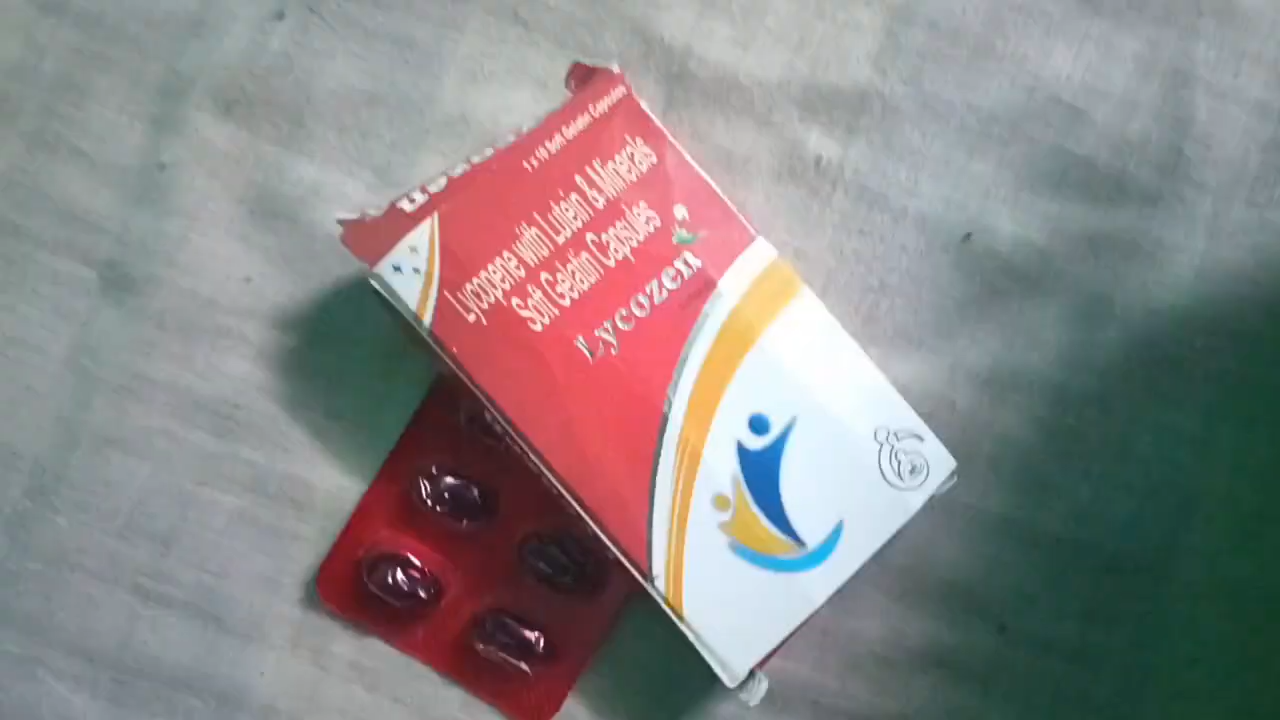 1 x 10 Soft Gelatin Capsules
Lycopene with Lutein & Minerals
Soft Gelatin Capsules
Lycozen